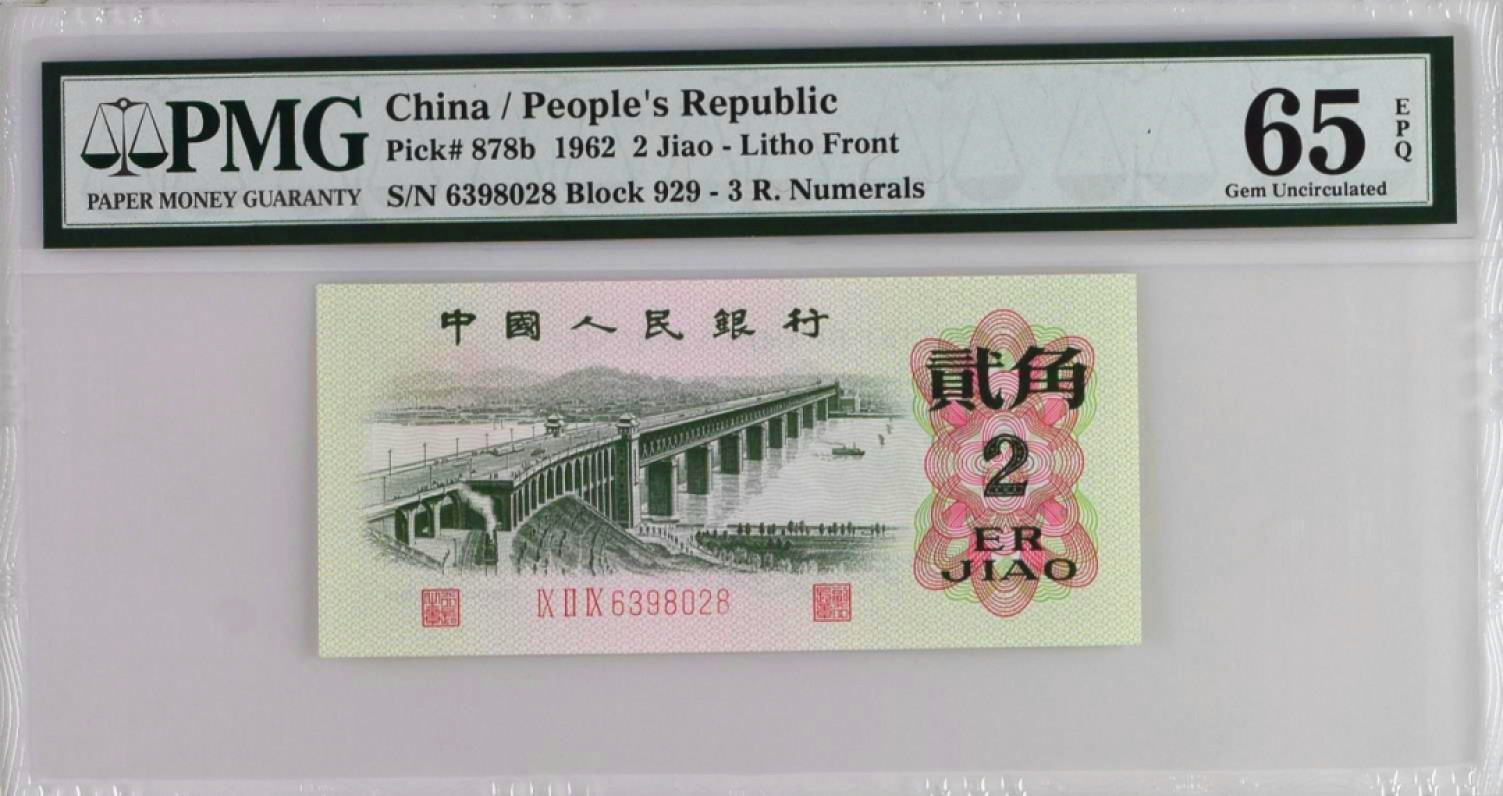 PMG
PAPER MONEY GUARANTY
China / People's Republic
Pick# 878b 1962 2 Jiao - Litho Front
S/N 6398028 Block 929 - 3 R. Numerals
65
EPQ
Gem Uncirculated
中國人民銀行
貳角
2
ER
JIAO
IX II IX 6398028